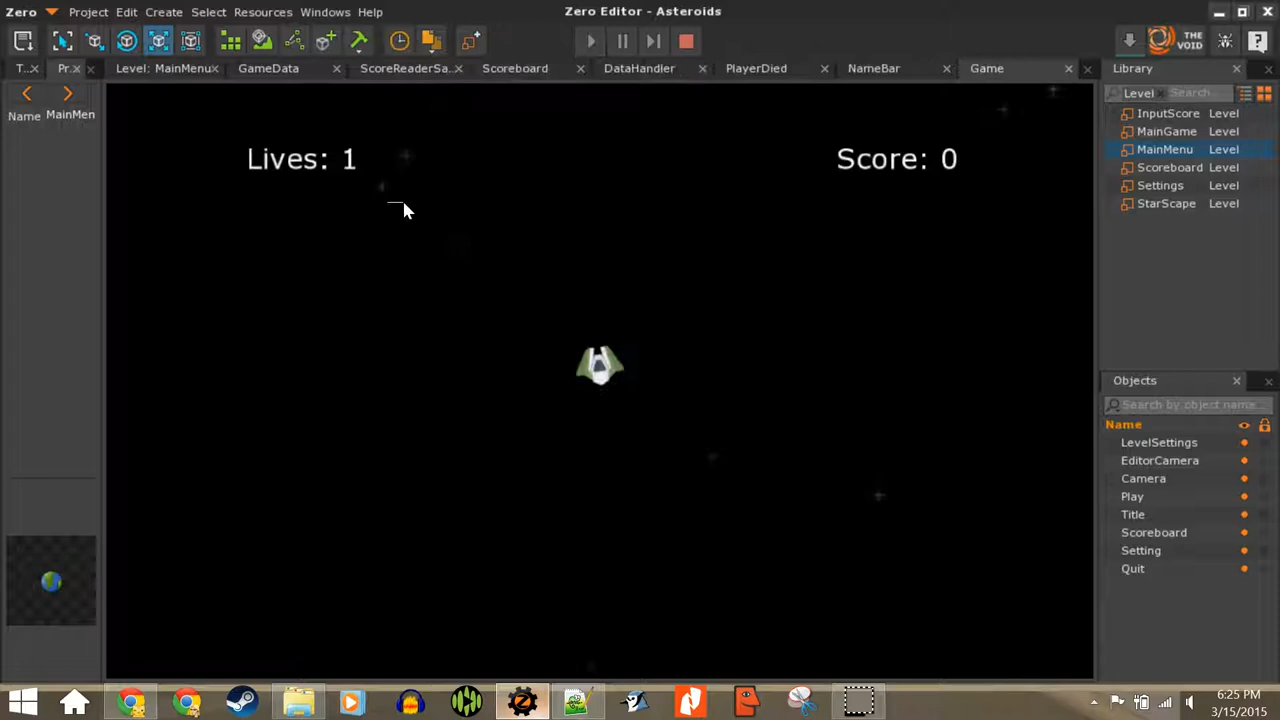 Zero Project Edit Create Select Resources Windows Help Zero Editor - Asteroids
THE VOID
T... Pr. Level: MainMenu GameData ScoreReaderSa... Scoreboard DataHandler PlayerDied NameBar Game Library
Level Search...
Name MainMen
InputScore Level
MainGame Level
MainMenu Level
Scoreboard Level
Settings Level
StarScape Level
Lives: 1 Score: 0
Objects
Search by object name...
Name
LevelSettings
EditorCamera
Camera
Play
Title
Scoreboard
Setting
Quit
6:25 PM
3/15/2015